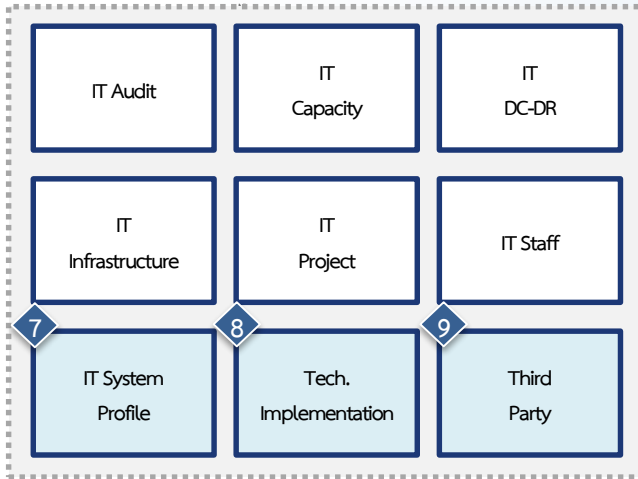 IT Audit
IT
Capacity
IT
DC-DR
IT
Infrastructure
IT
Project
IT Staff
7
8
9
IT System
Profile
Tech.
Implementation
Third
Party